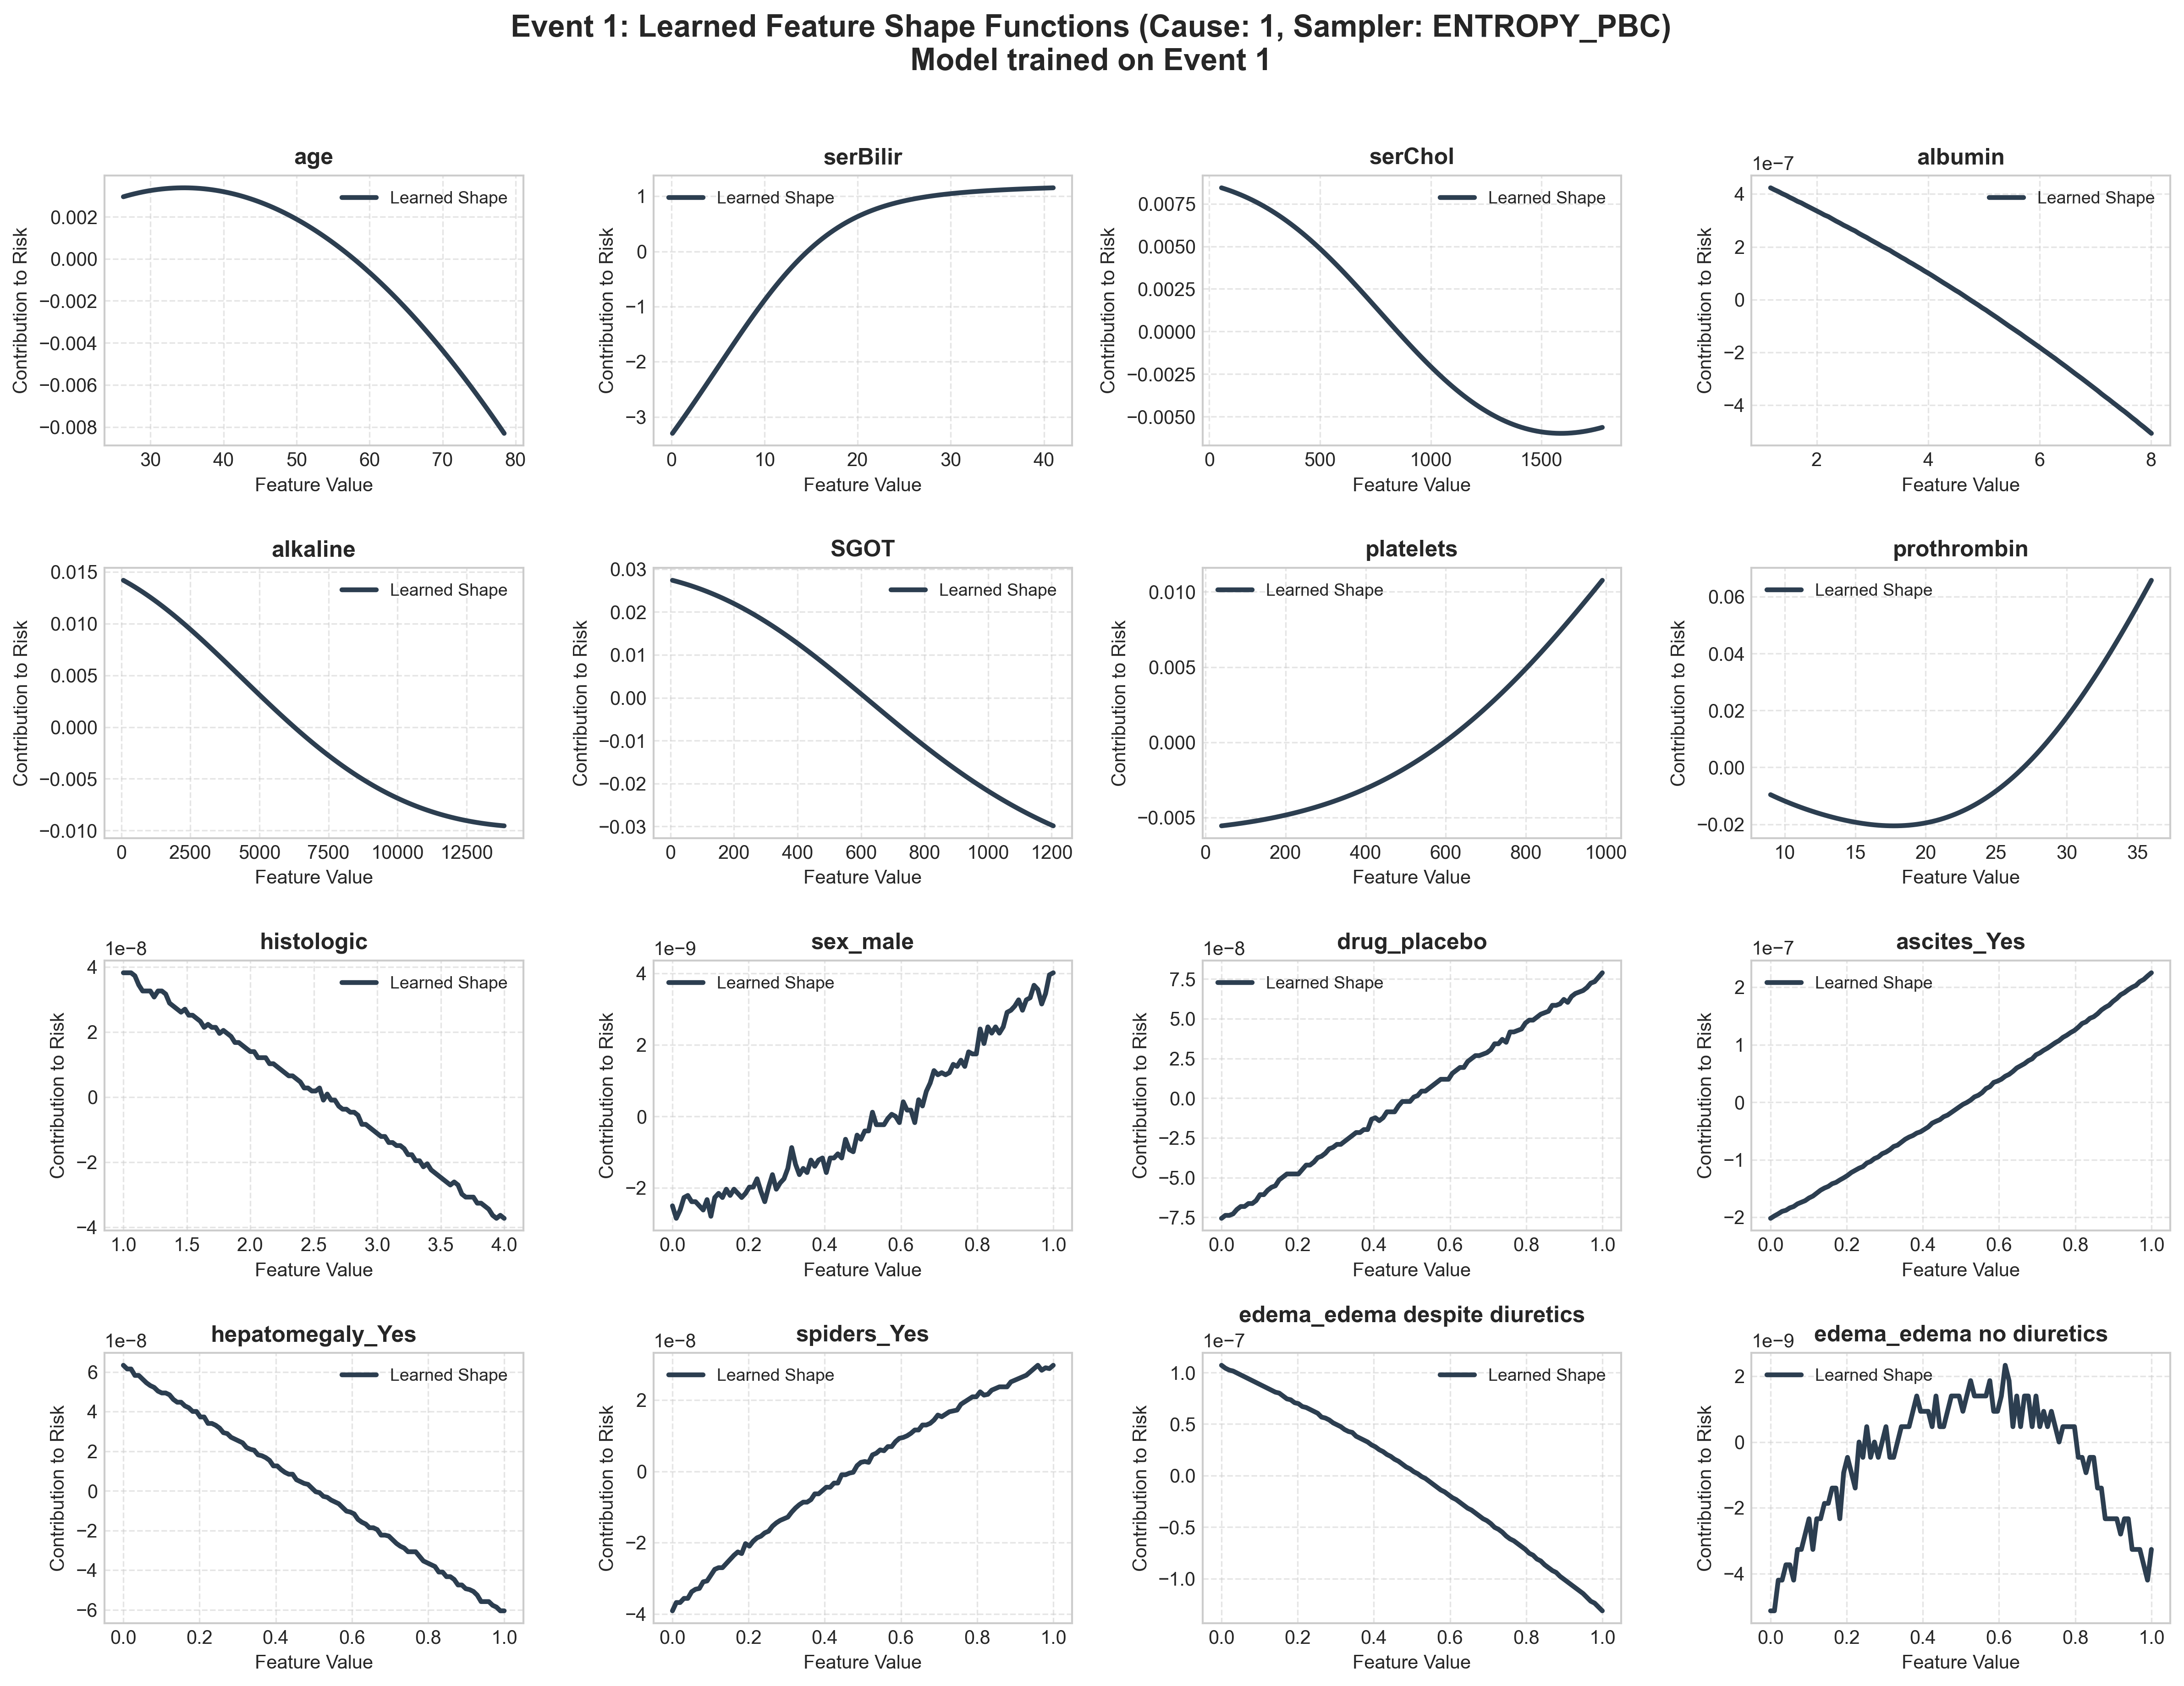 Event 1: Learned Feature Shape Functions (Cause: 1, Sampler: ENTROPY_PBC)
Model trained on Event 1
age
Learned Shape
0.002
0.000
−0.002
−0.004
−0.006
−0.008
30 40 50 60 70 80
Contribution to Risk
Feature Value
serBilir
Learned Shape
1
0
−1
−2
−3
0 10 20 30 40
Contribution to Risk
Feature Value
serChol
Learned Shape
0.0075
0.0050
0.0025
0.0000
−0.0025
−0.0050
0 500 1000 1500
Contribution to Risk
Feature Value
albumin
1e−7
Learned Shape
4
2
0
−2
−4
2 4 6 8
Contribution to Risk
Feature Value
alkaline
Learned Shape
0.015
0.010
0.005
0.000
−0.005
−0.010
0 2500 5000 7500 10000 12500
Contribution to Risk
Feature Value
SGOT
Learned Shape
0.03
0.02
0.01
0.00
−0.01
−0.02
−0.03
0 200 400 600 800 1000 1200
Contribution to Risk
Feature Value
platelets
Learned Shape
0.010
0.005
0.000
−0.005
0 200 400 600 800 1000
Contribution to Risk
Feature Value
prothrombin
Learned Shape
0.06
0.04
0.02
0.00
−0.02
10 15 20 25 30 35
Contribution to Risk
Feature Value
histologic
1e−8
Learned Shape
4
2
0
−2
−4
1.0 1.5 2.0 2.5 3.0 3.5 4.0
Contribution to Risk
Feature Value
sex_male
1e−9
Learned Shape
4
2
0
−2
0.0 0.2 0.4 0.6 0.8 1.0
Contribution to Risk
Feature Value
drug_placebo
1e−8
Learned Shape
7.5
5.0
2.5
0.0
−2.5
−5.0
−7.5
0.0 0.2 0.4 0.6 0.8 1.0
Contribution to Risk
Feature Value
ascites_Yes
1e−7
Learned Shape
2
1
0
−1
−2
0.0 0.2 0.4 0.6 0.8 1.0
Contribution to Risk
Feature Value
hepatomegaly_Yes
1e−8
Learned Shape
6
4
2
0
−2
−4
−6
0.0 0.2 0.4 0.6 0.8 1.0
Contribution to Risk
Feature Value
spiders_Yes
1e−8
Learned Shape
2
0
−2
−4
0.0 0.2 0.4 0.6 0.8 1.0
Contribution to Risk
Feature Value
edema_edema despite diuretics
1e−7
Learned Shape
1.0
0.5
0.0
−0.5
−1.0
0.0 0.2 0.4 0.6 0.8 1.0
Contribution to Risk
Feature Value
edema_edema no diuretics
1e−9
Learned Shape
2
0
−2
−4
0.0 0.2 0.4 0.6 0.8 1.0
Contribution to Risk
Feature Value